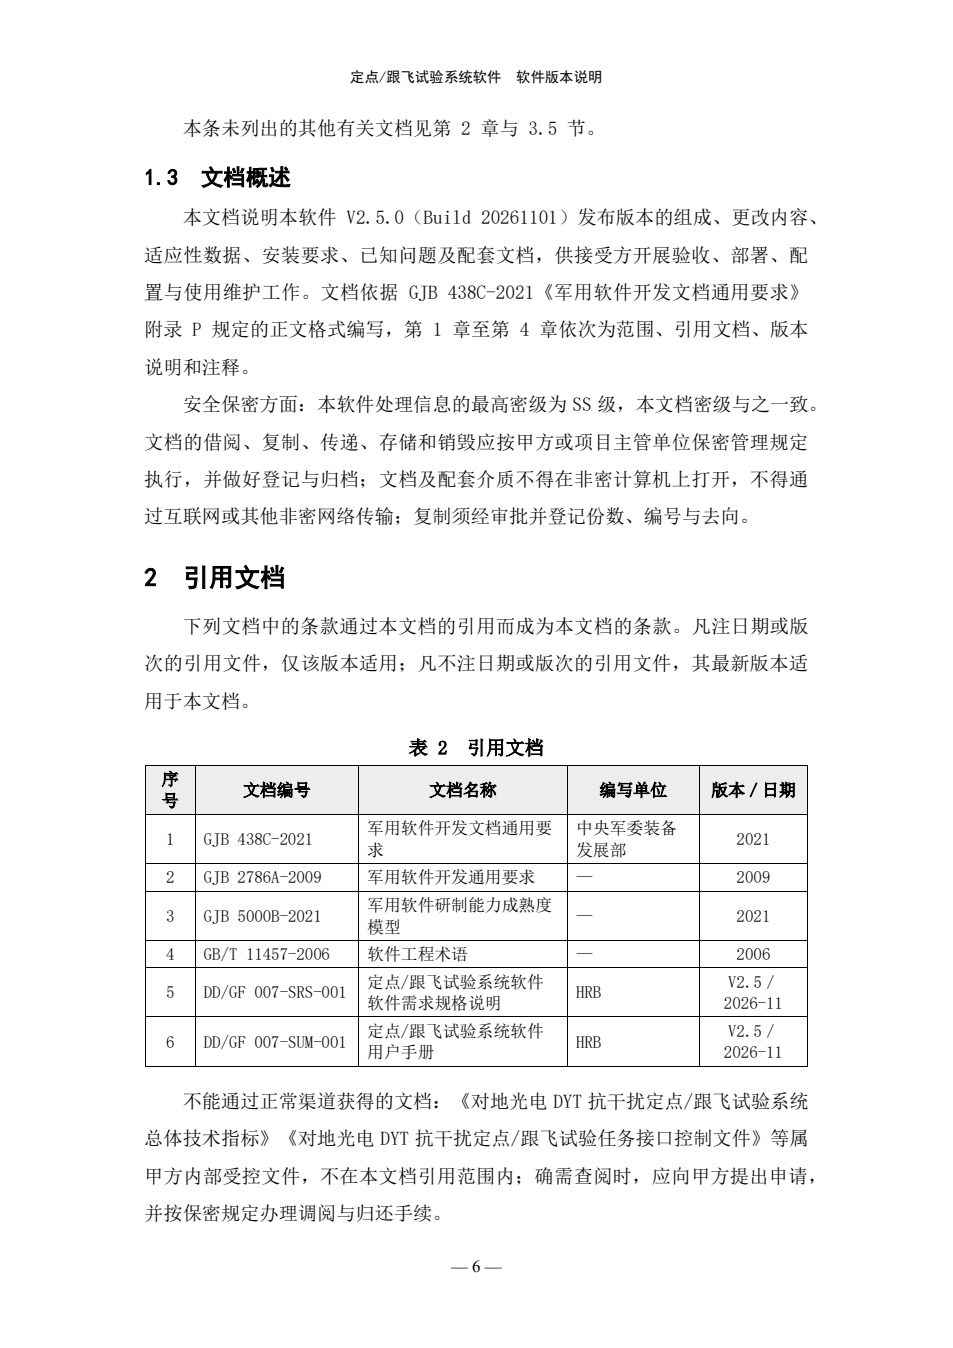 定点/跟飞试验系统软件　软件版本说明
本条未列出的其他有关文档见第 2 章与 3.5 节。
1.3　文档概述
本文档说明本软件 V2.5.0（Build 20261101）发布版本的组成、更改内容、
适应性数据、安装要求、已知问题及配套文档，供接受方开展验收、部署、配
置与使用维护工作。文档依据 GJB 438C-2021《军用软件开发文档通用要求》
附录 P 规定的正文格式编写，第 1 章至第 4 章依次为范围、引用文档、版本
说明和注释。
安全保密方面：本软件处理信息的最高密级为 SS 级，本文档密级与之一致。
文档的借阅、复制、传递、存储和销毁应按甲方或项目主管单位保密管理规定
执行，并做好登记与归档；文档及配套介质不得在非密计算机上打开，不得通
过互联网或其他非密网络传输；复制须经审批并登记份数、编号与去向。
2　引用文档
下列文档中的条款通过本文档的引用而成为本文档的条款。凡注日期或版
次的引用文件，仅该版本适用；凡不注日期或版次的引用文件，其最新版本适
用于本文档。
表 2　引用文档
序号 文档编号 文档名称 编写单位 版本 / 日期
1 GJB 438C-2021 军用软件开发文档通用要求 中央军委装备发展部 2021
2 GJB 2786A-2009 军用软件开发通用要求 — 2009
3 GJB 5000B-2021 军用软件研制能力成熟度模型 — 2021
4 GB/T 11457-2006 软件工程术语 — 2006
5 DD/GF 007-SRS-001 定点/跟飞试验系统软件软件需求规格说明 HRB V2.5 / 2026-11
6 DD/GF 007-SUM-001 定点/跟飞试验系统软件用户手册 HRB V2.5 / 2026-11
不能通过正常渠道获得的文档：《对地光电 DYT 抗干扰定点/跟飞试验系统
总体技术指标》《对地光电 DYT 抗干扰定点/跟飞试验任务接口控制文件》等属
甲方内部受控文件，不在本文档引用范围内；确需查阅时，应向甲方提出申请，
并按保密规定办理调阅与归还手续。
— 6 —